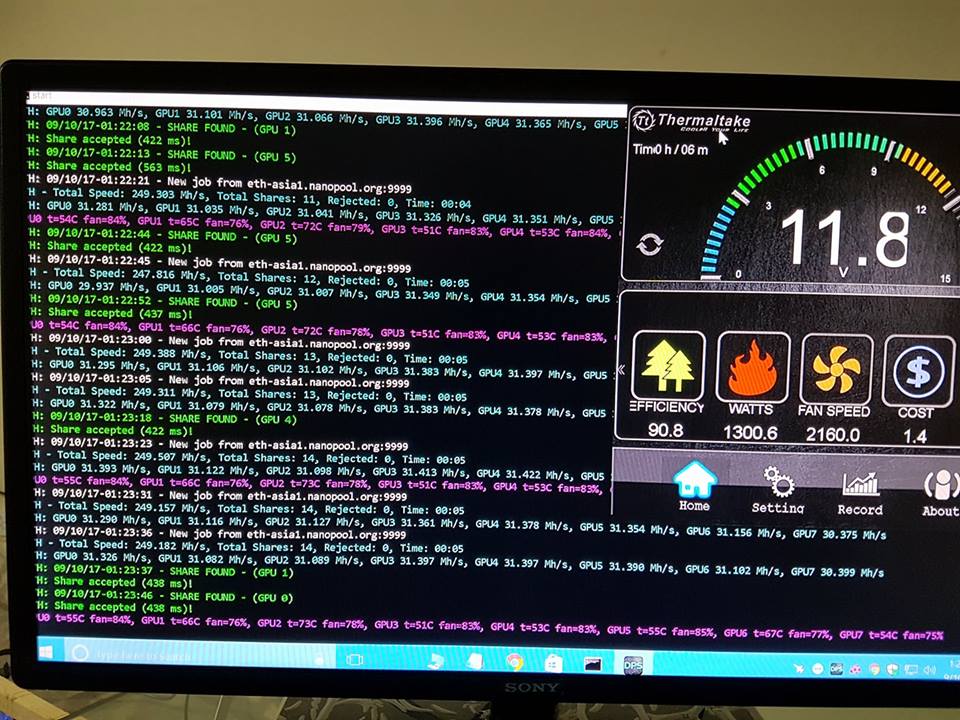 start
H: GPU0 30.963 Mh/s, GPU1 31.101 Mh/s, GPU2 31.066 Mh/s, GPU3 31.396 Mh/s, GPU4 31.365 Mh/s, GPU5
H: 09/10/17-01:22:08 - SHARE FOUND - (GPU 1)
H: Share accepted (422 ms)!
H: 09/10/17-01:22:13 - SHARE FOUND - (GPU 5)
H: Share accepted (563 ms)!
H: 09/10/17-01:22:21 - New job from eth-asia1.nanopool.org:9999
H - Total Speed: 249.303 Mh/s, Total Shares: 11, Rejected: 0, Time: 00:04
H: GPU0 31.281 Mh/s, GPU1 31.035 Mh/s, GPU2 31.041 Mh/s, GPU3 31.326 Mh/s, GPU4 31.351 Mh/s, GPU5
U0 t=54C fan=84%, GPU1 t=65C fan=76%, GPU2 t=72C fan=79%, GPU3 t=51C fan=83%, GPU4 t=53C fan=84%,
H: 09/10/17-01:22:44 - SHARE FOUND - (GPU 5)
H: Share accepted (422 ms)!
H: 09/10/17-01:22:45 - New job from eth-asia1.nanopool.org:9999
H - Total Speed: 247.816 Mh/s, Total Shares: 12, Rejected: 0, Time: 00:05
H: GPU0 29.937 Mh/s, GPU1 31.005 Mh/s, GPU2 31.007 Mh/s, GPU3 31.349 Mh/s, GPU4 31.354 Mh/s, GPU5
H: 09/10/17-01:22:52 - SHARE FOUND - (GPU 5)
H: Share accepted (437 ms)!
U0 t=54C fan=84%, GPU1 t=66C fan=76%, GPU2 t=72C fan=78%, GPU3 t=51C fan=83%, GPU4 t=53C fan=83%,
H: 09/10/17-01:23:00 - New job from eth-asia1.nanopool.org:9999
H - Total Speed: 249.388 Mh/s, Total Shares: 13, Rejected: 0, Time: 00:05
H: GPU0 31.295 Mh/s, GPU1 31.106 Mh/s, GPU2 31.102 Mh/s, GPU3 31.383 Mh/s, GPU4 31.397 Mh/s, GPU5
H: 09/10/17-01:23:05 - New job from eth-asia1.nanopool.org:9999
H - Total Speed: 249.311 Mh/s, Total Shares: 13, Rejected: 0, Time: 00:05
H: GPU0 31.322 Mh/s, GPU1 31.079 Mh/s, GPU2 31.078 Mh/s, GPU3 31.383 Mh/s, GPU4 31.378 Mh/s, GPU5
H: 09/10/17-01:23:18 - SHARE FOUND - (GPU 4)
H: Share accepted (422 ms)!
H: 09/10/17-01:23:23 - New job from eth-asia1.nanopool.org:9999
H - Total Speed: 249.507 Mh/s, Total Shares: 14, Rejected: 0, Time: 00:05
H: GPU0 31.393 Mh/s, GPU1 31.122 Mh/s, GPU2 31.098 Mh/s, GPU3 31.413 Mh/s, GPU4 31.422 Mh/s, GPU5
U0 t=55C fan=84%, GPU1 t=66C fan=76%, GPU2 t=73C fan=78%, GPU3 t=51C fan=83%, GPU4 t=53C fan=83%,
H: 09/10/17-01:23:31 - New job from eth-asia1.nanopool.org:9999
H - Total Speed: 249.157 Mh/s, Total Shares: 14, Rejected: 0, Time: 00:05
H: GPU0 31.290 Mh/s, GPU1 31.116 Mh/s, GPU2 31.127 Mh/s, GPU3 31.361 Mh/s, GPU4 31.378 Mh/s, GPU5 31.354 Mh/s, GPU6 31.156 Mh/s, GPU7 30.375 Mh/s
H: 09/10/17-01:23:36 - New job from eth-asia1.nanopool.org:9999
H - Total Speed: 249.182 Mh/s, Total Shares: 14, Rejected: 0, Time: 00:05
H: GPU0 31.326 Mh/s, GPU1 31.082 Mh/s, GPU2 31.089 Mh/s, GPU3 31.397 Mh/s, GPU4 31.397 Mh/s, GPU5 31.390 Mh/s, GPU6 31.102 Mh/s, GPU7 30.399 Mh/s
H: 09/10/17-01:23:37 - SHARE FOUND - (GPU 1)
H: Share accepted (438 ms)!
H: 09/10/17-01:23:46 - SHARE FOUND - (GPU 0)
H: Share accepted (438 ms)!
U0 t=55C fan=84%, GPU1 t=66C fan=76%, GPU2 t=73C fan=78%, GPU3 t=51C fan=83%, GPU4 t=53C fan=83%, GPU5 t=55C fan=85%, GPU6 t=67C fan=77%, GPU7 t=54C fan=75%
Tt Thermaltake
COOLER YOUR LIFE
0 h / 06 m
0 3 6 9 12 15
11.8
V
EFFICIENCY WATTS FAN SPEED COST
90.8 1300.6 2160.0 1.4
Home Setting Record About
DPS DPS
SONY